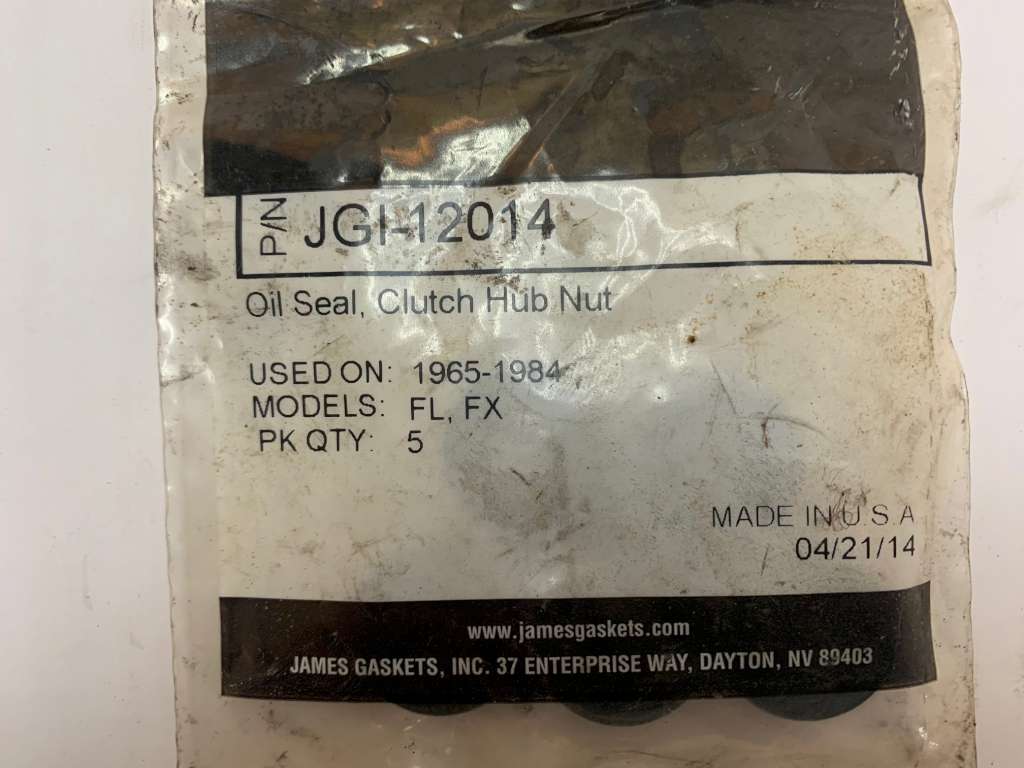 P/N JGI-12014
Oil Seal, Clutch Hub Nut
USED ON: 1965-1984
MODELS: FL, FX
PK QTY: 5
MADE IN U.S.A
04/21/14
www.jamesgaskets.com
JAMES GASKETS, INC. 37 ENTERPRISE WAY, DAYTON, NV 89403